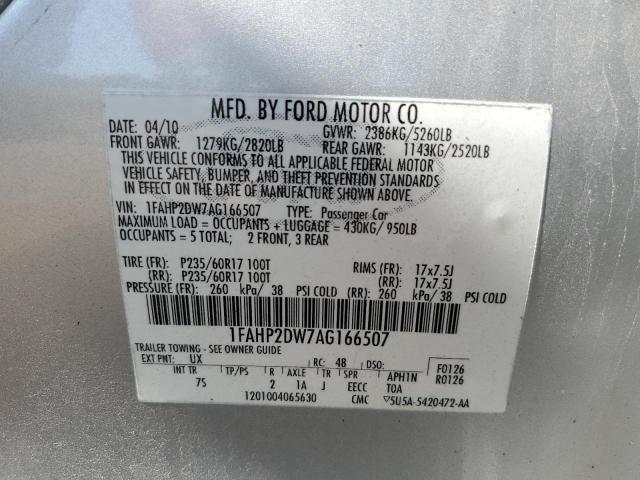 MFD. BY FORD MOTOR CO.
DATE: 04/10 GVWR: 2386KG/5260LB
FRONT GAWR: 1279KG/2820LB REAR GAWR: 1143KG/2520LB
THIS VEHICLE CONFORMS TO ALL APPLICABLE FEDERAL MOTOR
VEHICLE SAFETY, BUMPER, AND THEFT PREVENTION STANDARDS
IN EFFECT ON THE DATE OF MANUFACTURE SHOWN ABOVE.
VIN: 1FAHP2DW7AG166507 TYPE: Passenger Car
MAXIMUM LOAD = OCCUPANTS + LUGGAGE = 430KG/ 950LB
OCCUPANTS = 5 TOTAL; 2 FRONT, 3 REAR
TIRE (FR): P235/60R17 100T RIMS (FR): 17x7.5J
(RR): P235/60R17 100T (RR): 17x7.5J
PRESSURE (FR): 260 kPa/ 38 PSI COLD (RR): 260 kPa/ 38 PSI COLD
1FAHP2DW7AG166507
TRAILER TOWING - SEE OWNER GUIDE
EXT PNT: UX RC: 48 DSO: F0126
R0126
INT TR TP/PS R AXLE TR SPR APH1N
7S 2 1A J EECC TOA
1201004065630 CMC ▽5U5A-5420472-AA